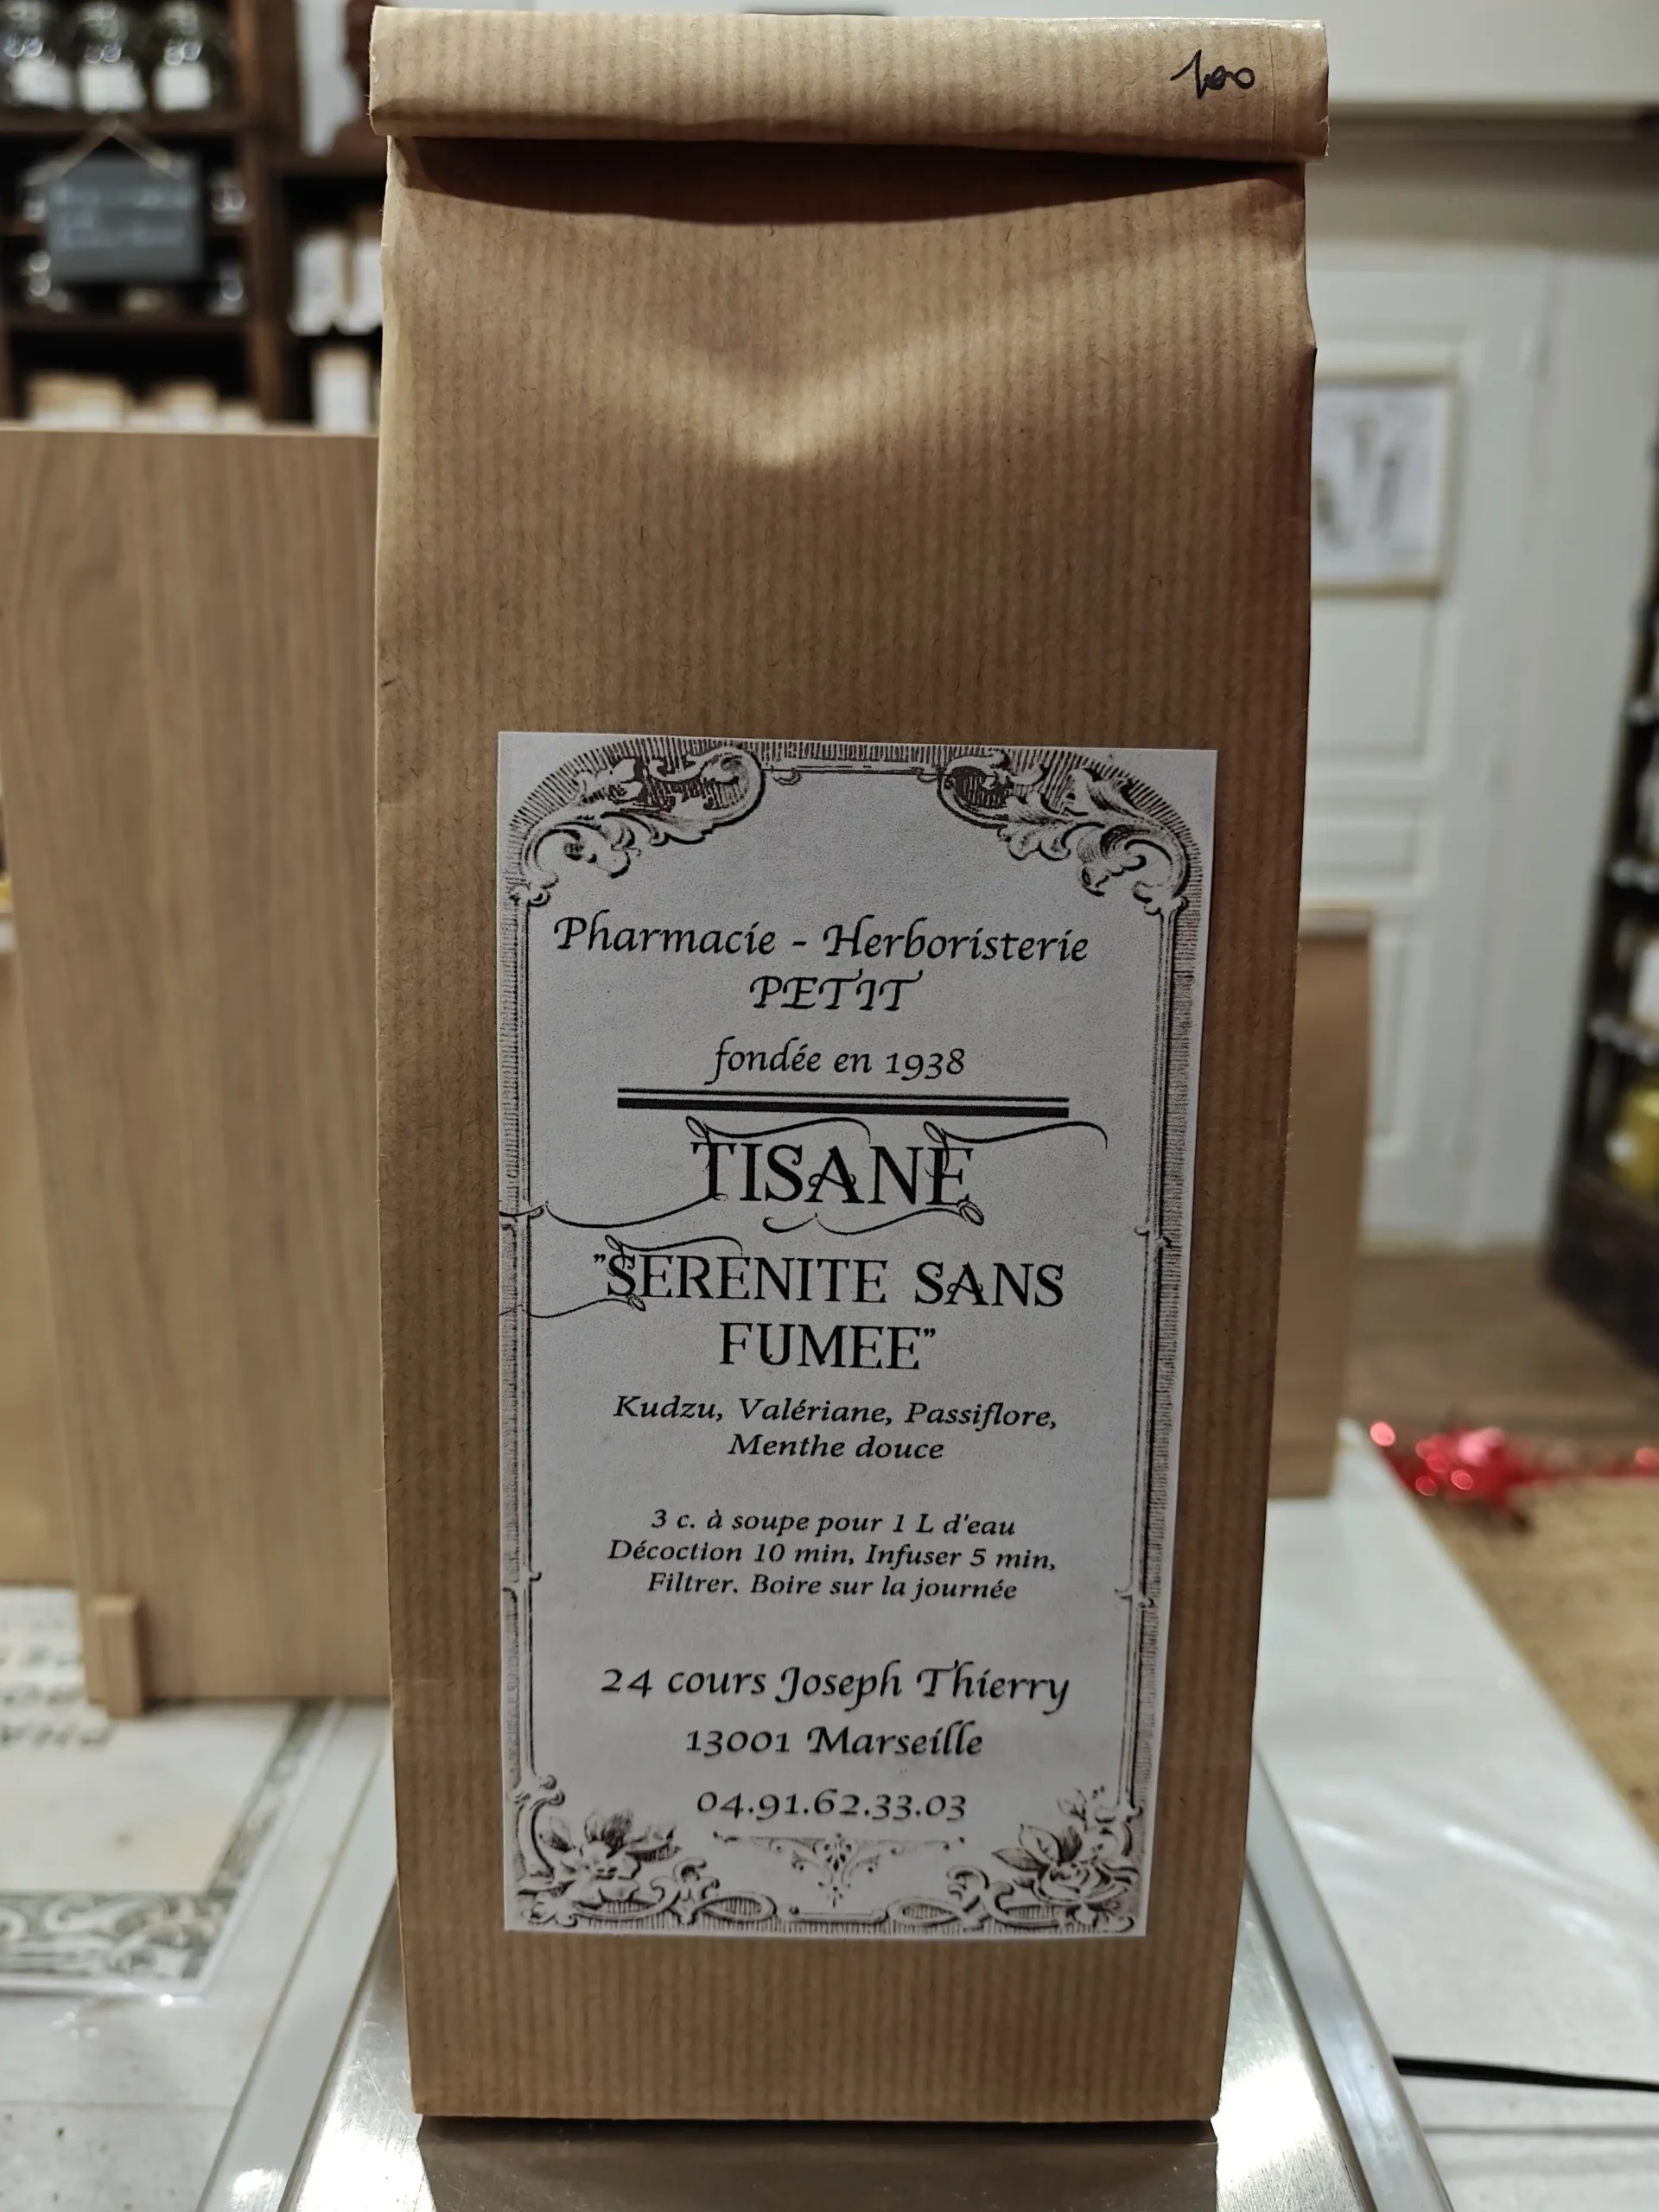 100
Pharmacie - Herboristerie
PETIT
fondée en 1938
TISANE
"SERENITE SANS
FUMEE"
Kudzu, Valériane, Passiflore,
Menthe douce
3 c. à soupe pour 1 L d'eau
Décoction 10 min, Infuser 5 min,
Filtrer. Boire sur la journée
24 cours Joseph Thierry
13001 Marseille
04.91.62.33.03